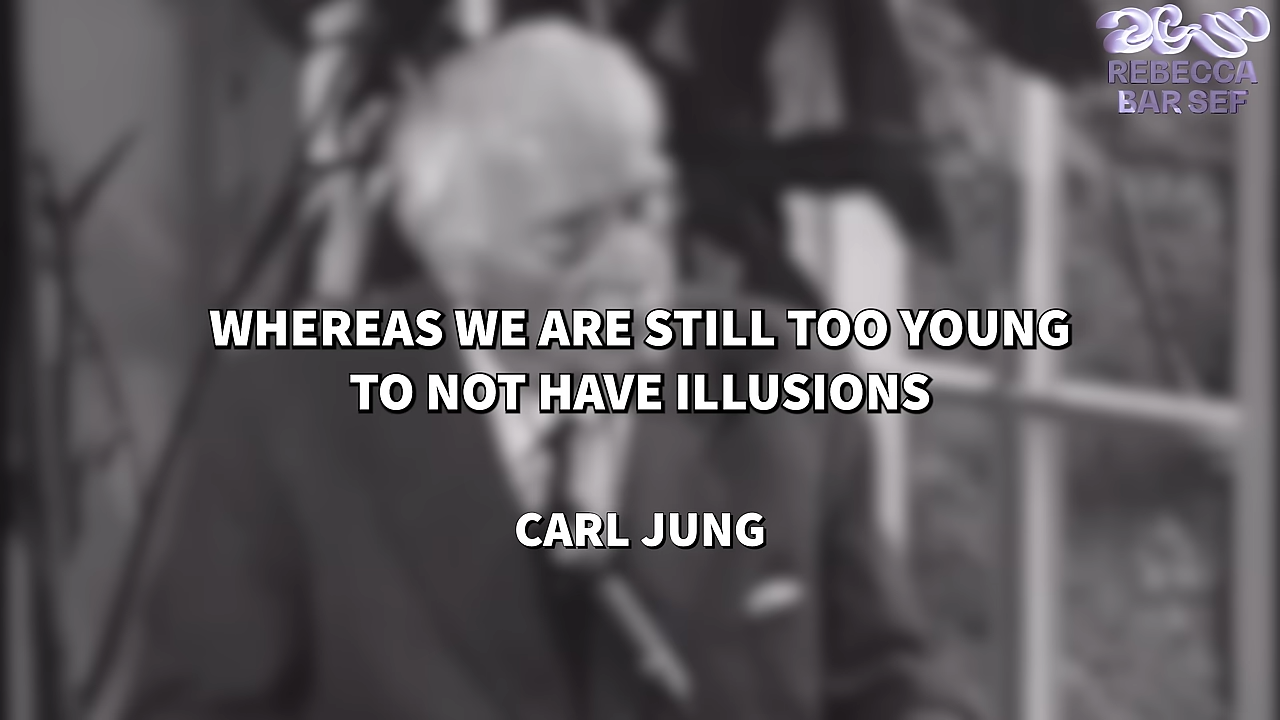 REBECCA
BAR SEF
WHEREAS WE ARE STILL TOO YOUNG
TO NOT HAVE ILLUSIONS
CARL JUNG